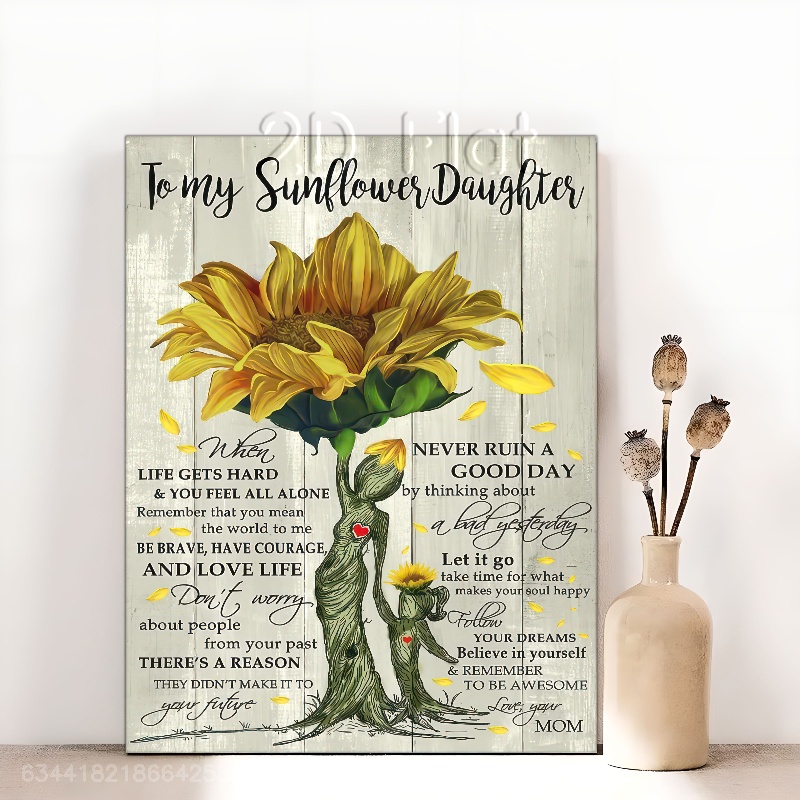 2D Flat
To my Sunflower Daughter
When
LIFE GETS HARD
& YOU FEEL ALL ALONE
Remember that you mean
the world to me
BE BRAVE, HAVE COURAGE,
AND LOVE LIFE
Don't worry
about people
from your past
THERE'S A REASON
THEY DIDN'T MAKE IT TO
your future
NEVER RUIN A
GOOD DAY
by thinking about
a bad yesterday
Let it go
take time for what
makes your soul happy
Follow
YOUR DREAMS
Believe in yourself
& REMEMBER
TO BE AWESOME
Love, your
MOM